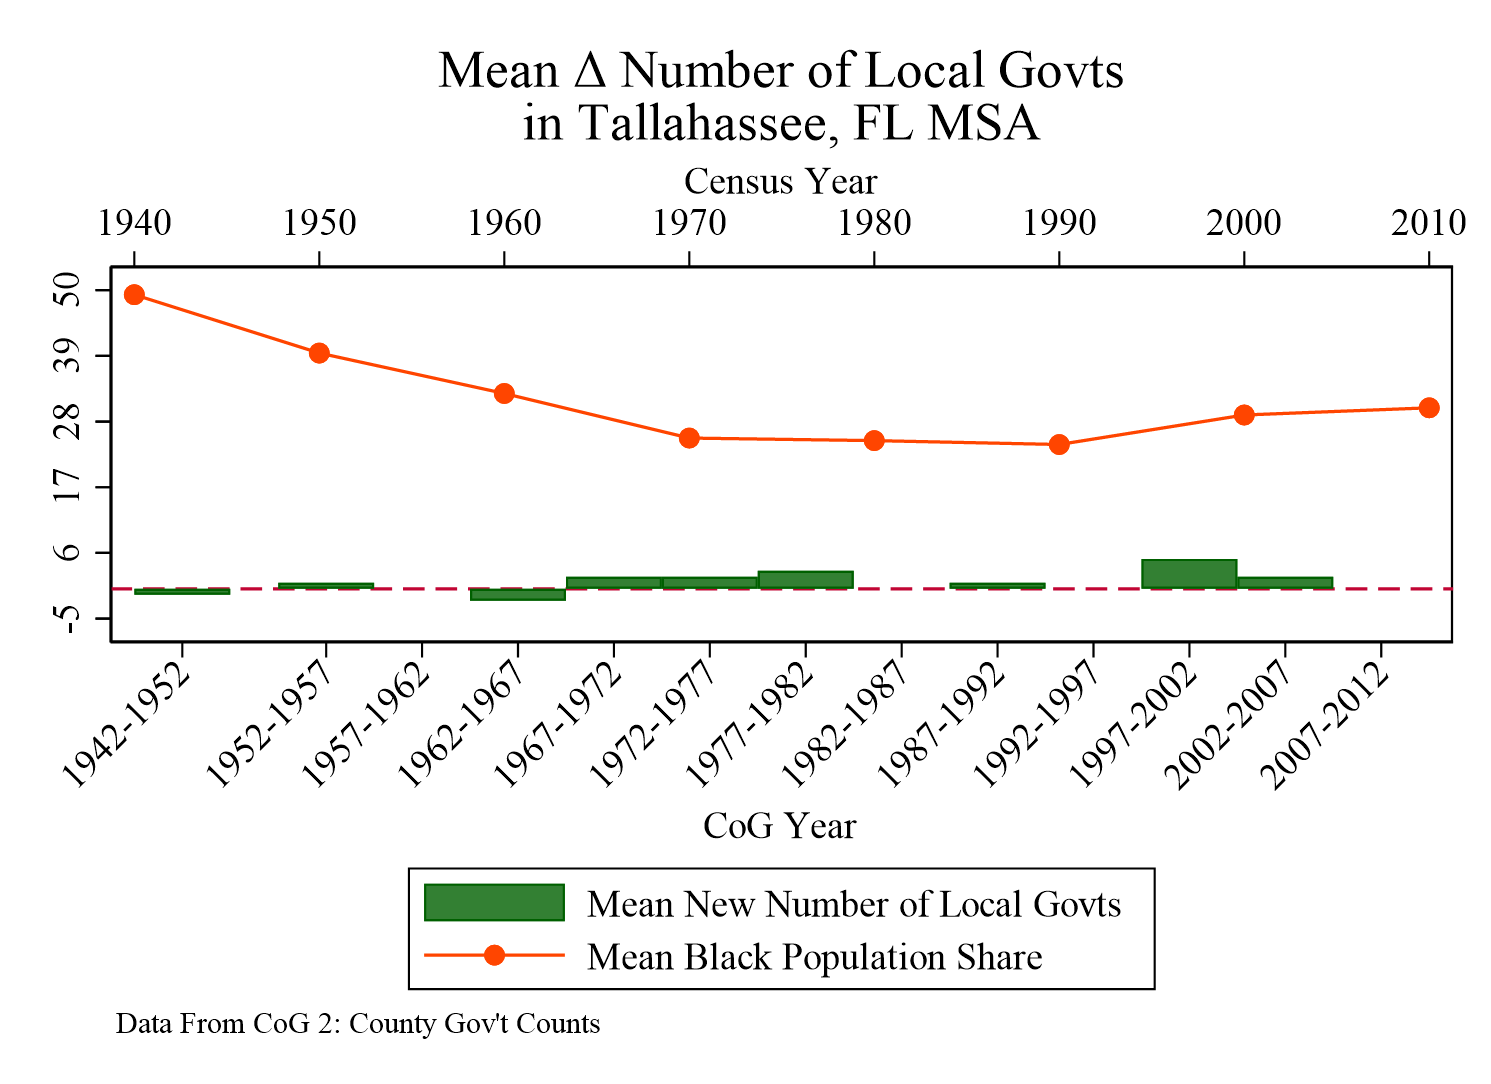 Mean Δ Number of Local Govts
in Tallahassee, FL MSA
Census Year
1940 1950 1960 1970 1980 1990 2000 2010
50
39
28
17
6
-5
1942-1952 1952-1957 1957-1962 1962-1967 1967-1972 1972-1977 1977-1982 1982-1987 1987-1992 1992-1997 1997-2002 2002-2007 2007-2012
CoG Year
Mean New Number of Local Govts
Mean Black Population Share
Data From CoG 2: County Gov't Counts